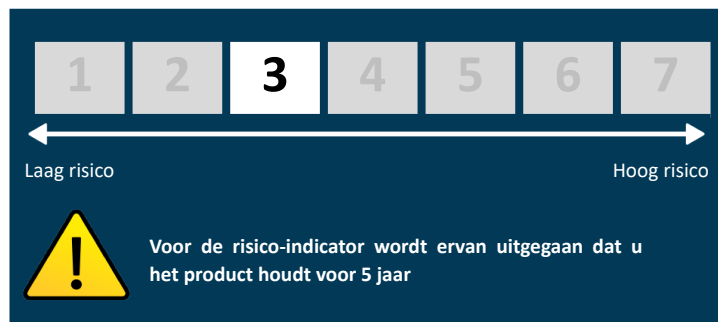 1 2 3 4 5 6 7
Laag risico Hoog risico
!
Voor de risico-indicator wordt ervan uitgegaan dat u
het product houdt voor 5 jaar